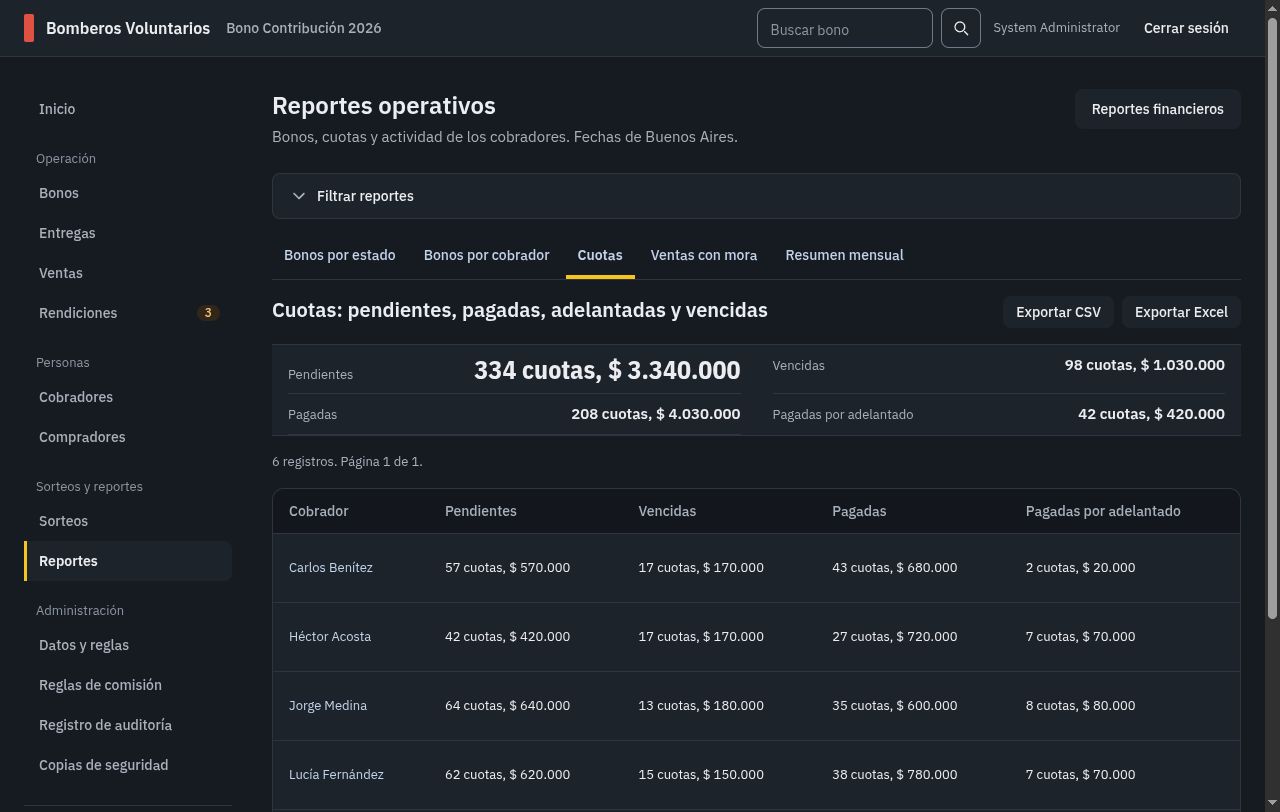 Bomberos Voluntarios
Bono Contribución 2026
Buscar bono
System Administrator
Cerrar sesión
Inicio
Operación
Bonos
Entregas
Ventas
Rendiciones 3
Personas
Cobradores
Compradores
Sorteos y reportes
Sorteos
Reportes
Administración
Datos y reglas
Reglas de comisión
Registro de auditoría
Copias de seguridad
Reportes operativos
Bonos, cuotas y actividad de los cobradores. Fechas de Buenos Aires.
Reportes financieros
Filtrar reportes
Bonos por estado Bonos por cobrador Cuotas Ventas con mora Resumen mensual
Cuotas: pendientes, pagadas, adelantadas y vencidas
Exportar CSV Exportar Excel
Pendientes 334 cuotas, $ 3.340.000
Vencidas 98 cuotas, $ 1.030.000
Pagadas 208 cuotas, $ 4.030.000
Pagadas por adelantado 42 cuotas, $ 420.000
6 registros. Página 1 de 1.
Cobrador Pendientes Vencidas Pagadas Pagadas por adelantado
Carlos Benítez 57 cuotas, $ 570.000 17 cuotas, $ 170.000 43 cuotas, $ 680.000 2 cuotas, $ 20.000
Héctor Acosta 42 cuotas, $ 420.000 17 cuotas, $ 170.000 27 cuotas, $ 720.000 7 cuotas, $ 70.000
Jorge Medina 64 cuotas, $ 640.000 13 cuotas, $ 180.000 35 cuotas, $ 600.000 8 cuotas, $ 80.000
Lucía Fernández 62 cuotas, $ 620.000 15 cuotas, $ 150.000 38 cuotas, $ 780.000 7 cuotas, $ 70.000